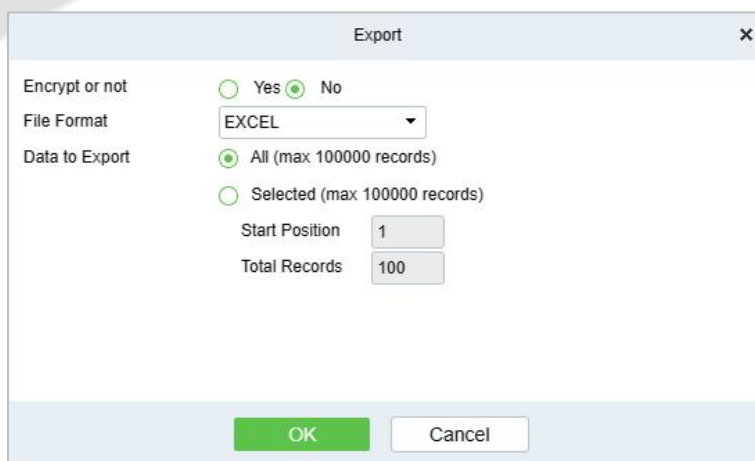 Export
Encrypt or not Yes No
File Format EXCEL
Data to Export All (max 100000 records)
Selected (max 100000 records)
Start Position 1
Total Records 100
OK Cancel